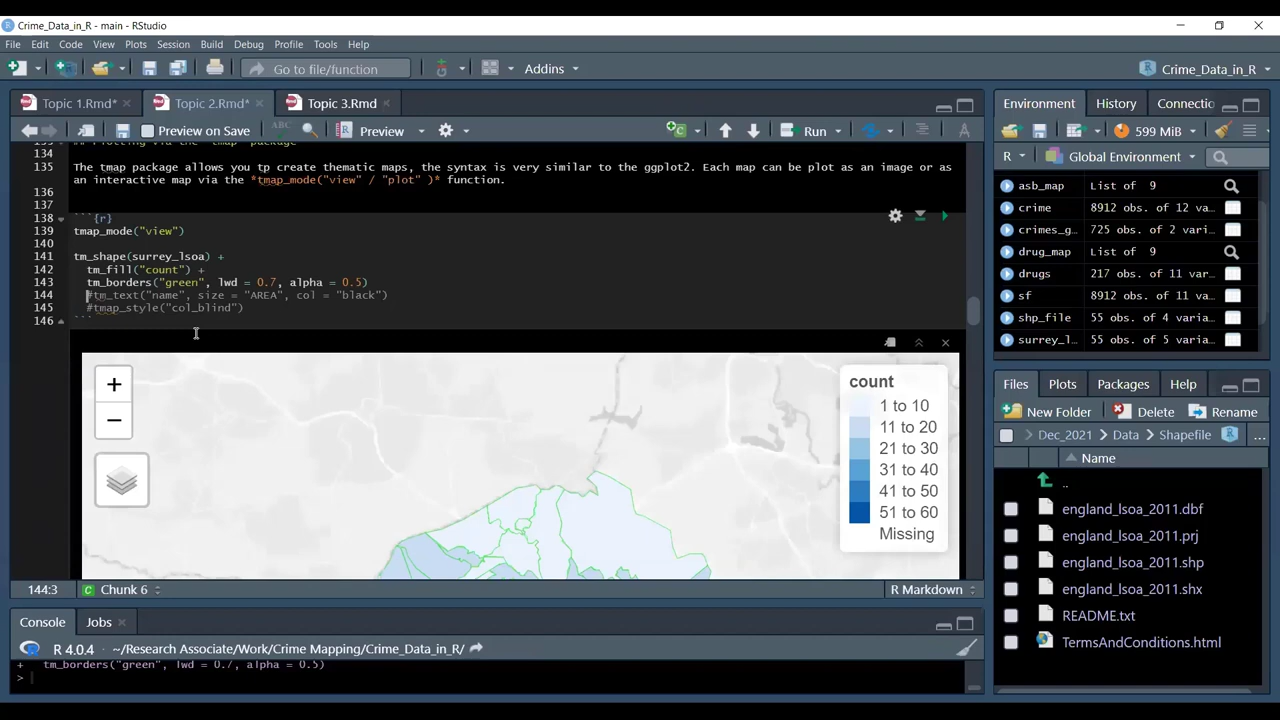 Crime_Data_in_R - main - RStudio
File Edit Code View Plots Session Build Debug Profile Tools Help
Go to file/function Addins Crime_Data_in_R
Topic 1.Rmd* Topic 2.Rmd* Topic 3.Rmd
Preview on Save ABC Preview Run
133 ## Plotting via the "tmap" package
134
135 The tmap package allows you tp create thematic maps, the syntax is very similar to the ggplot2. Each map can be plot as an image or as
an interactive map via the *tmap_mode("view" / "plot" )* function.
136
137
138 ```{r}
139 tmap_mode("view")
140
141 tm_shape(surrey_lsoa) +
142 tm_fill("count") +
143 tm_borders("green", lwd = 0.7, alpha = 0.5)
144 #tm_text("name", size = "AREA", col = "black")
145 #tmap_style("col_blind")
146 ```
+
−
count
1 to 10
11 to 20
21 to 30
31 to 40
41 to 50
51 to 60
Missing
144:3 Chunk 6 R Markdown
Console Jobs
R 4.0.4 · ~/Research Associate/Work/Crime Mapping/Crime_Data_in_R/
+ tm_borders("green", lwd = 0.7, alpha = 0.5)
>
Environment History Connectio
599 MiB
R Global Environment
asb_map List of 9
crime 8912 obs. of 12 va…
crimes_g… 725 obs. of 2 vari…
drug_map List of 9
drugs 217 obs. of 11 var…
sf 8912 obs. of 11 va…
shp_file 55 obs. of 4 varia…
surrey_l… 55 obs. of 5 varia…
Files Plots Packages Help
New Folder Delete Rename
Dec_2021 Data Shapefile …
Name
..
england_lsoa_2011.dbf
england_lsoa_2011.prj
england_lsoa_2011.shp
england_lsoa_2011.shx
README.txt
TermsAndConditions.html